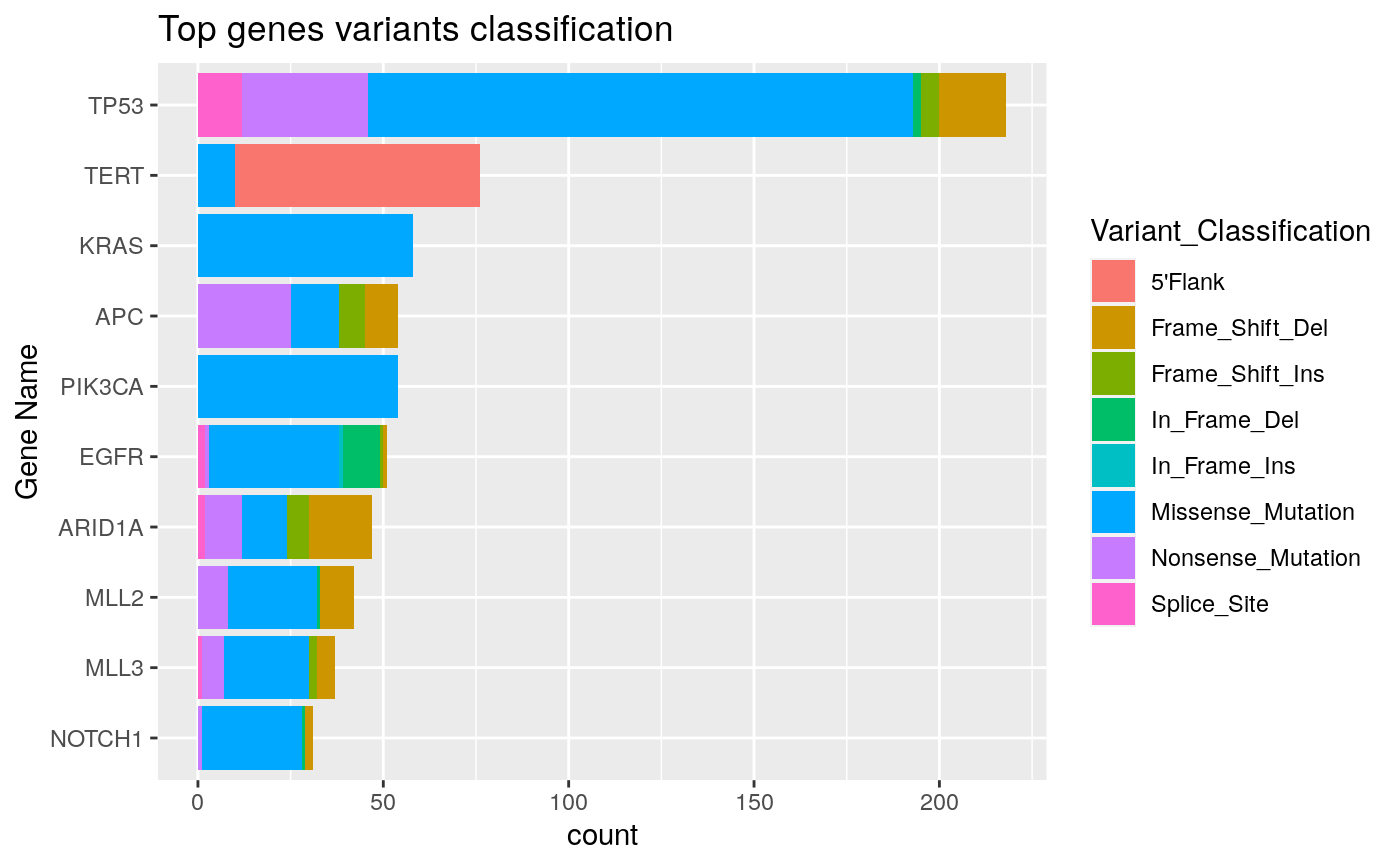 Top genes variants classification
Gene Name
TP53
TERT
KRAS
APC
PIK3CA
EGFR
ARID1A
MLL2
MLL3
NOTCH1
0 50 100 150 200
count
Variant_Classification
5'Flank
Frame_Shift_Del
Frame_Shift_Ins
In_Frame_Del
In_Frame_Ins
Missense_Mutation
Nonsense_Mutation
Splice_Site